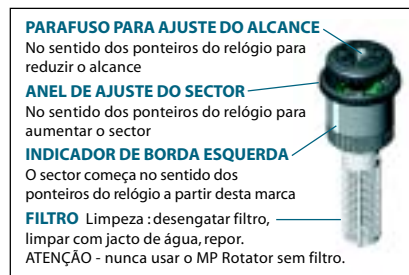 PARAFUSO PARA AJUSTE DO ALCANCE
No sentido dos ponteiros do relógio para
reduzir o alcance
ANEL DE AJUSTE DO SECTOR
No sentido dos ponteiros do relógio para
aumentar o sector
INDICADOR DE BORDA ESQUERDA
O sector começa no sentido dos
ponteiros do relógio a partir desta marca
FILTRO Limpeza : desengatar filtro,
limpar com jacto de água, repor.
ATENÇÃO - nunca usar o MP Rotator sem filtro.